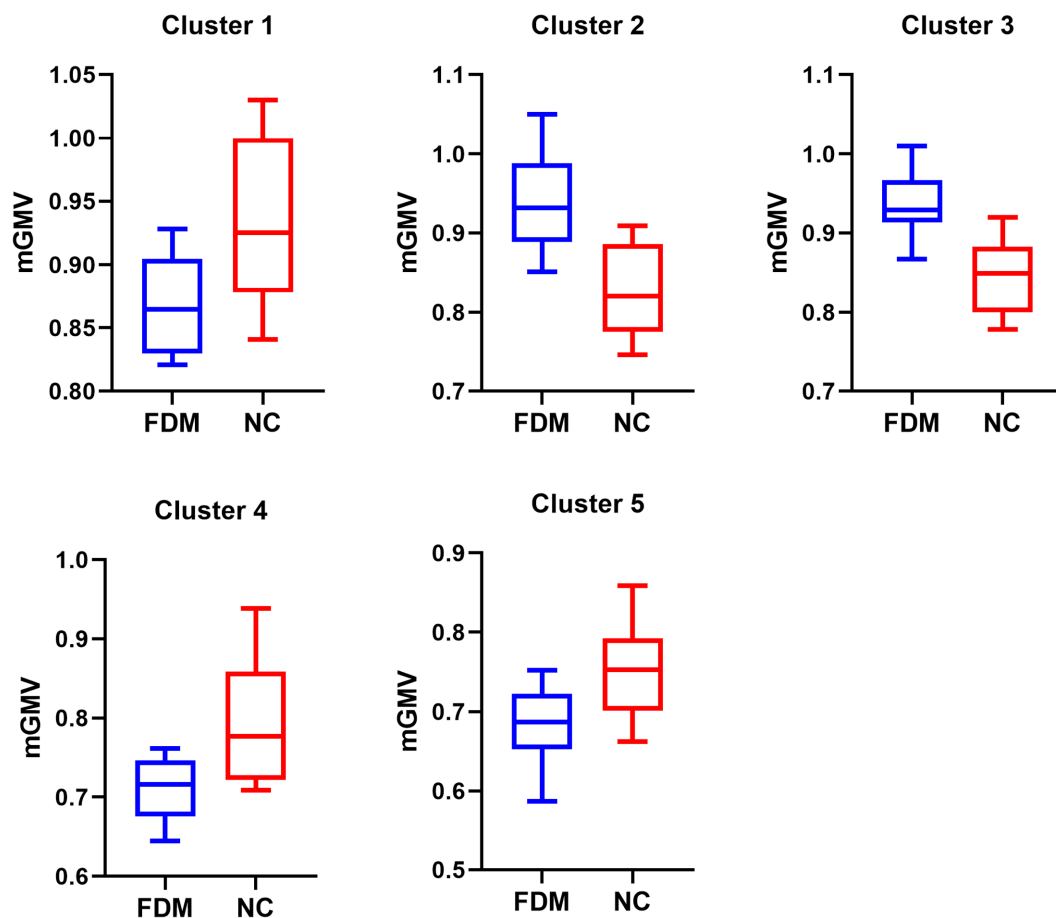 Cluster 1
1.05
1.00
0.95
0.90
0.85
0.80
mGMV
FDM NC
Cluster 2
1.1
1.0
0.9
0.8
0.7
mGMV
FDM NC
Cluster 3
1.1
1.0
0.9
0.8
0.7
mGMV
FDM NC
Cluster 4
1.0
0.9
0.8
0.7
0.6
mGMV
FDM NC
Cluster 5
0.9
0.8
0.7
0.6
0.5
mGMV
FDM NC